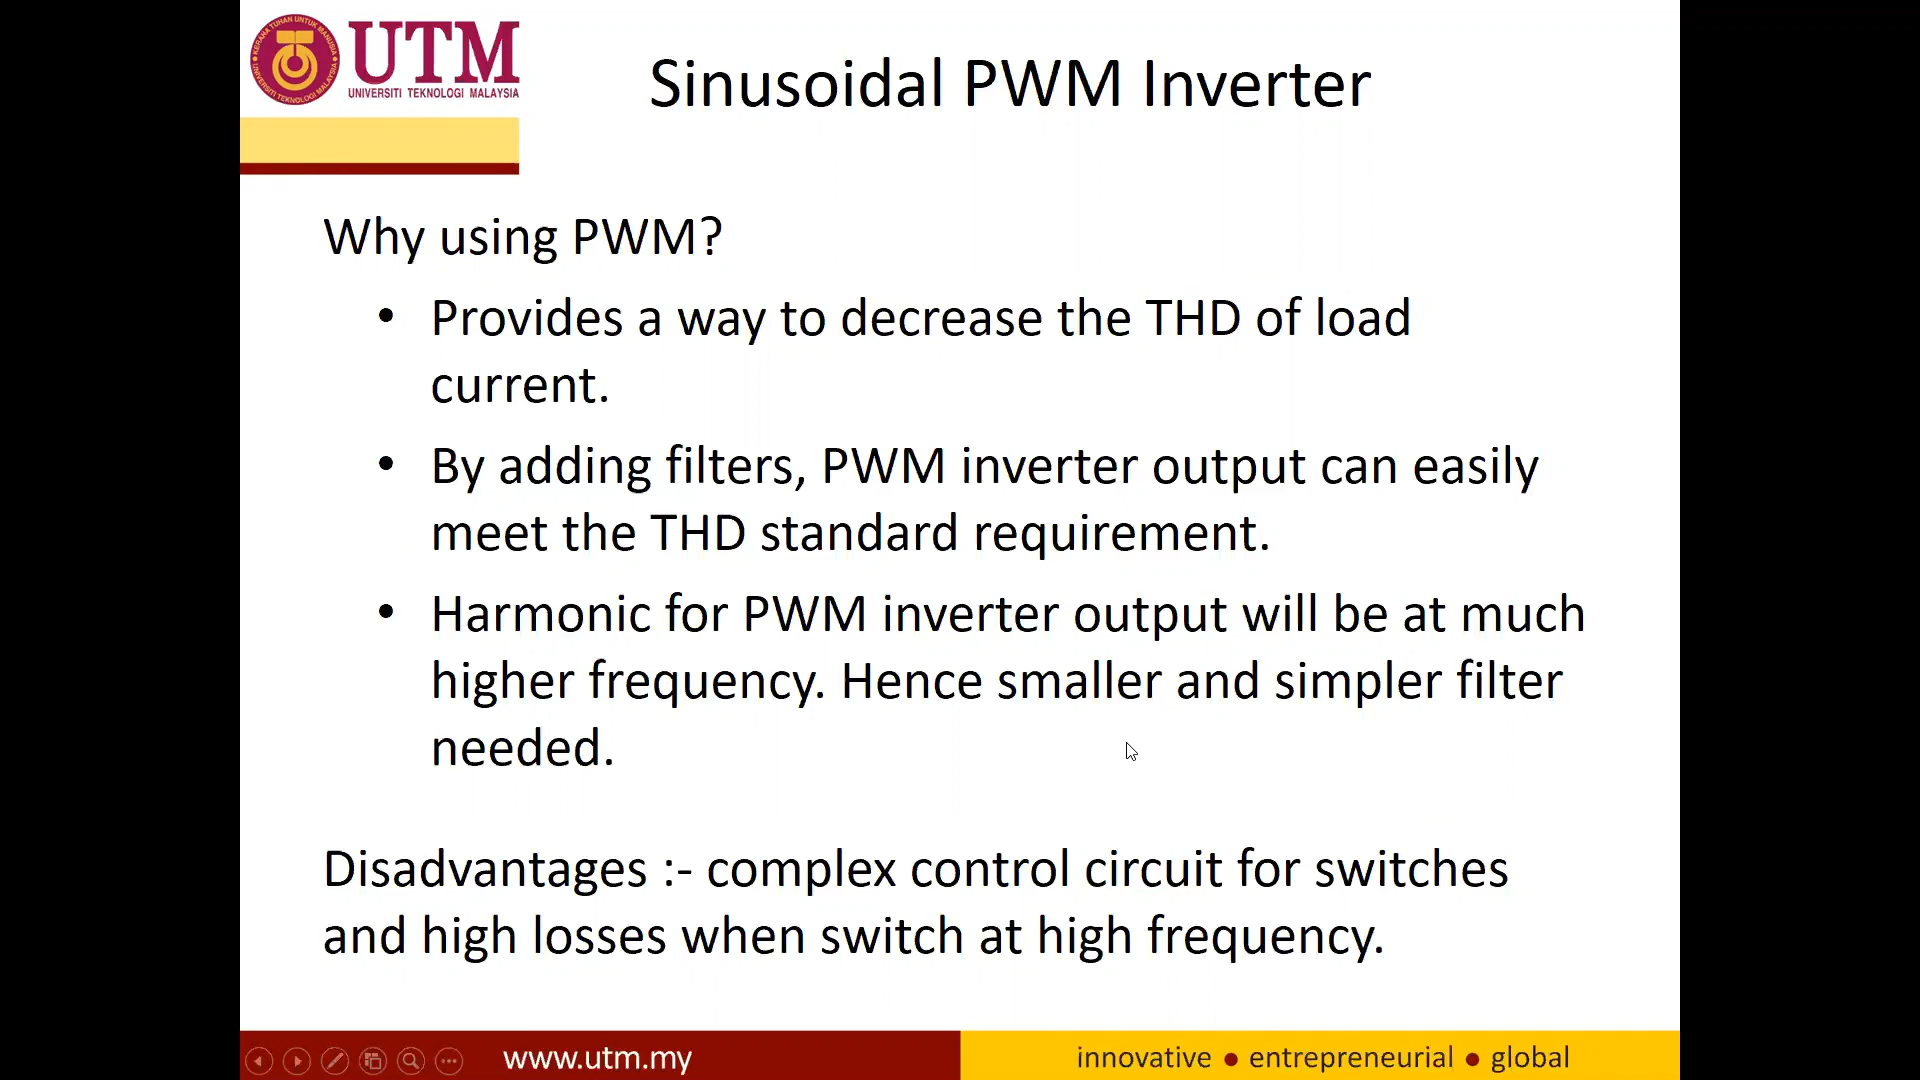 UTM
UNIVERSITI TEKNOLOGI MALAYSIA
Sinusoidal PWM Inverter
Why using PWM?
• Provides a way to decrease the THD of load
current.
• By adding filters, PWM inverter output can easily
meet the THD standard requirement.
• Harmonic for PWM inverter output will be at much
higher frequency. Hence smaller and simpler filter
needed.
Disadvantages :- complex control circuit for switches
and high losses when switch at high frequency.
www.utm.my
innovative ● entrepreneurial ● global